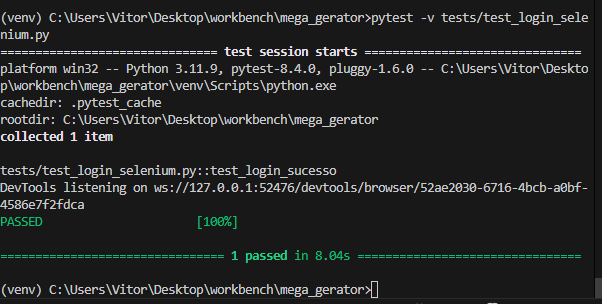 (venv) C:\Users\Vitor\Desktop\workbench\mega_gerator>pytest -v tests/test_login_sele
nium.py
============================= test session starts =============================
platform win32 -- Python 3.11.9, pytest-8.4.0, pluggy-1.6.0 -- C:\Users\Vitor\Deskto
p\workbench\mega_gerator\venv\Scripts\python.exe
cachedir: .pytest_cache
rootdir: C:\Users\Vitor\Desktop\workbench\mega_gerator
collected 1 item
tests/test_login_selenium.py::test_login_sucesso
DevTools listening on ws://127.0.0.1:52476/devtools/browser/52ae2030-6716-4bcb-a0bf-
4586e7f2fdca
PASSED [100%]
============================== 1 passed in 8.04s ==============================
(venv) C:\Users\Vitor\Desktop\workbench\mega_gerator>